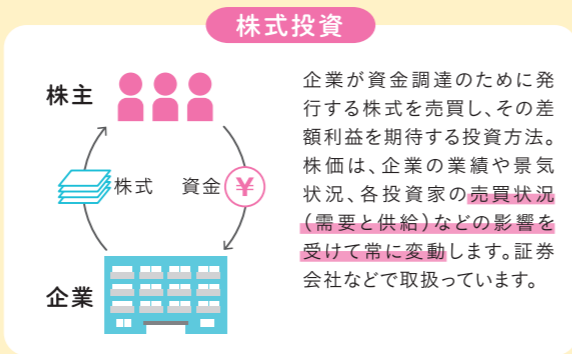 株式投資
株主
株式
資金
¥
企業
企業が資金調達のために発
行する株式を売買し、その差
額利益を期待する投資方法。
株価は、企業の業績や景気
状況、各投資家の売買状況
(需要と供給)などの影響を
受けて常に変動します。証券
会社などで取扱っています。